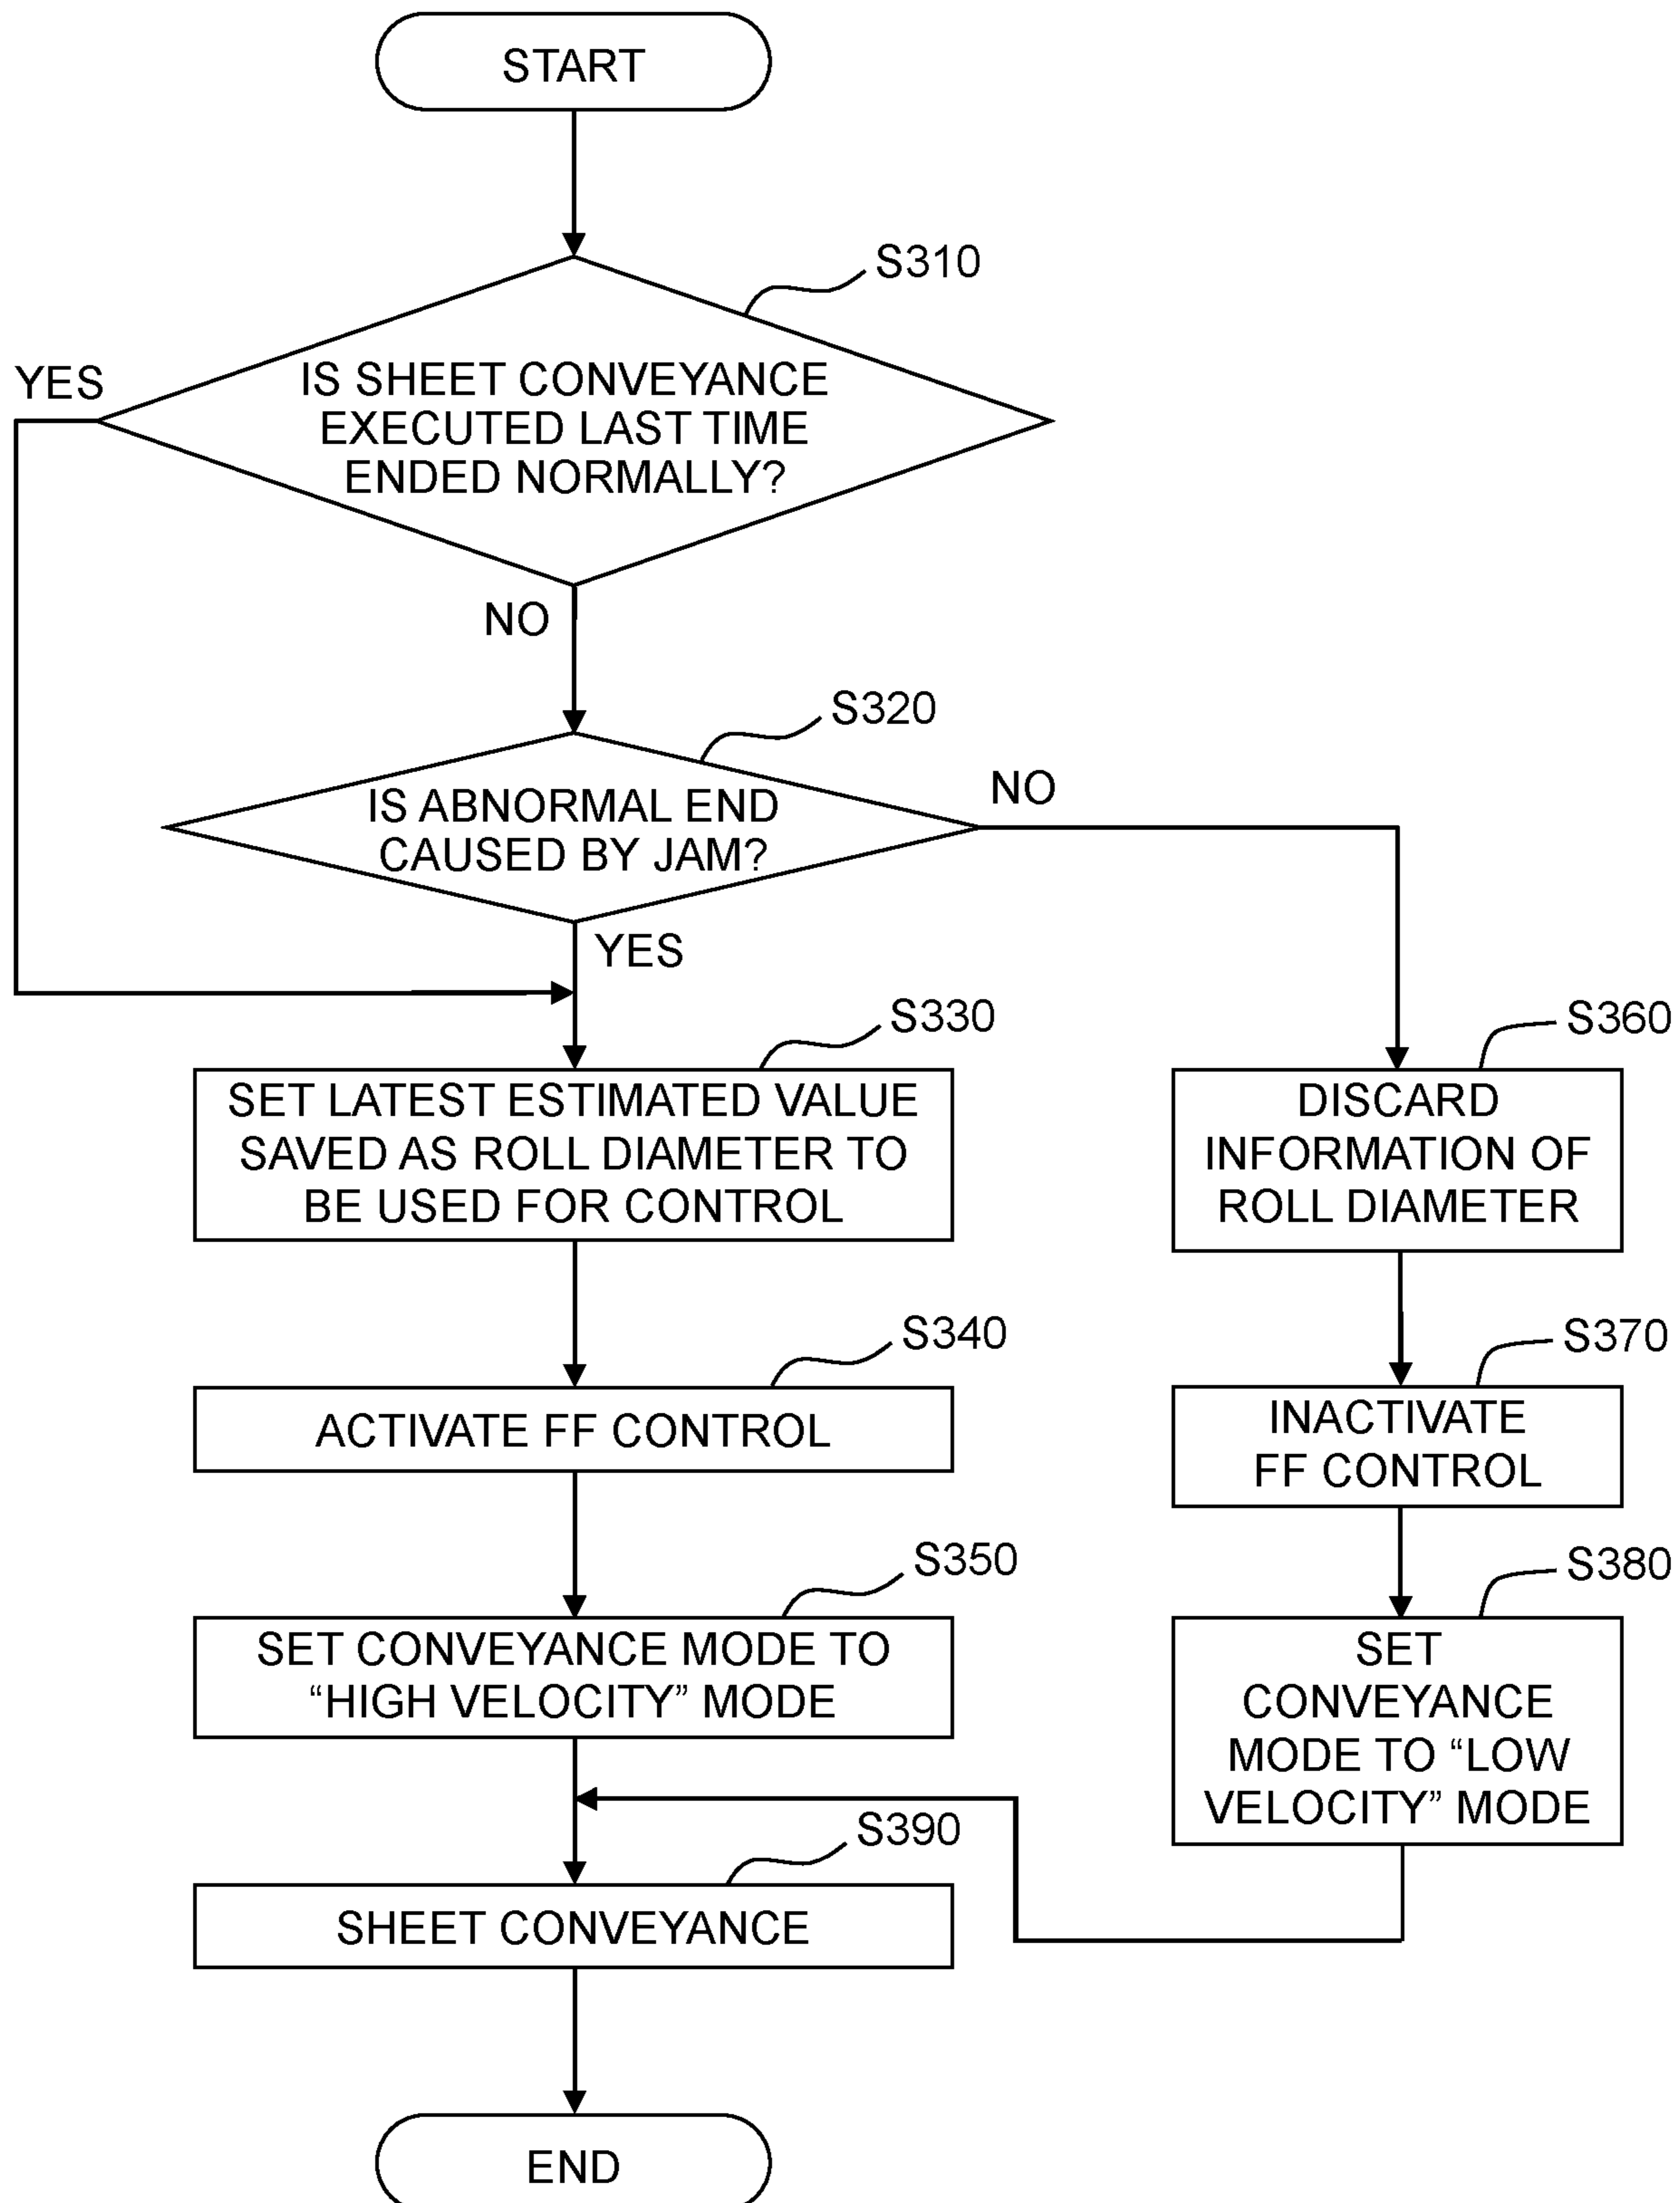 START
S310
YES
IS SHEET CONVEYANCE
EXECUTED LAST TIME
ENDED NORMALLY?
NO
S320
IS ABNORMAL END
CAUSED BY JAM?
NO
YES
S330
SET LATEST ESTIMATED VALUE
SAVED AS ROLL DIAMETER TO
BE USED FOR CONTROL
S360
DISCARD
INFORMATION OF
ROLL DIAMETER
S340
ACTIVATE FF CONTROL
S370
INACTIVATE
FF CONTROL
S350
SET CONVEYANCE MODE TO
“HIGH VELOCITY” MODE
S380
SET
CONVEYANCE
MODE TO “LOW
VELOCITY” MODE
S390
SHEET CONVEYANCE
END